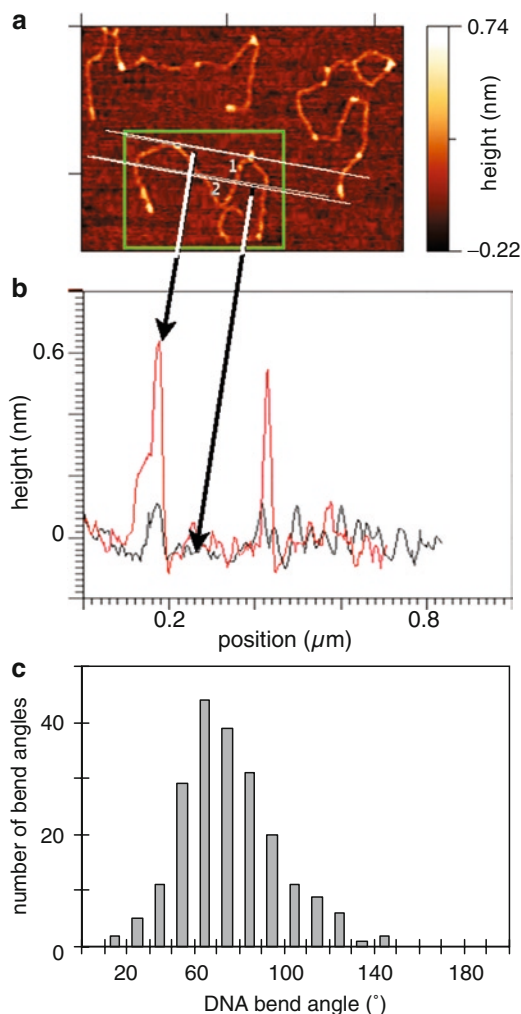 a
0.74
height (nm)
–0.22
1
2
b
0.6
0
height (nm)
0.2
0.8
position (µm)
c
40
20
0
number of bend angles
20
60
100
140
180
DNA bend angle (°)